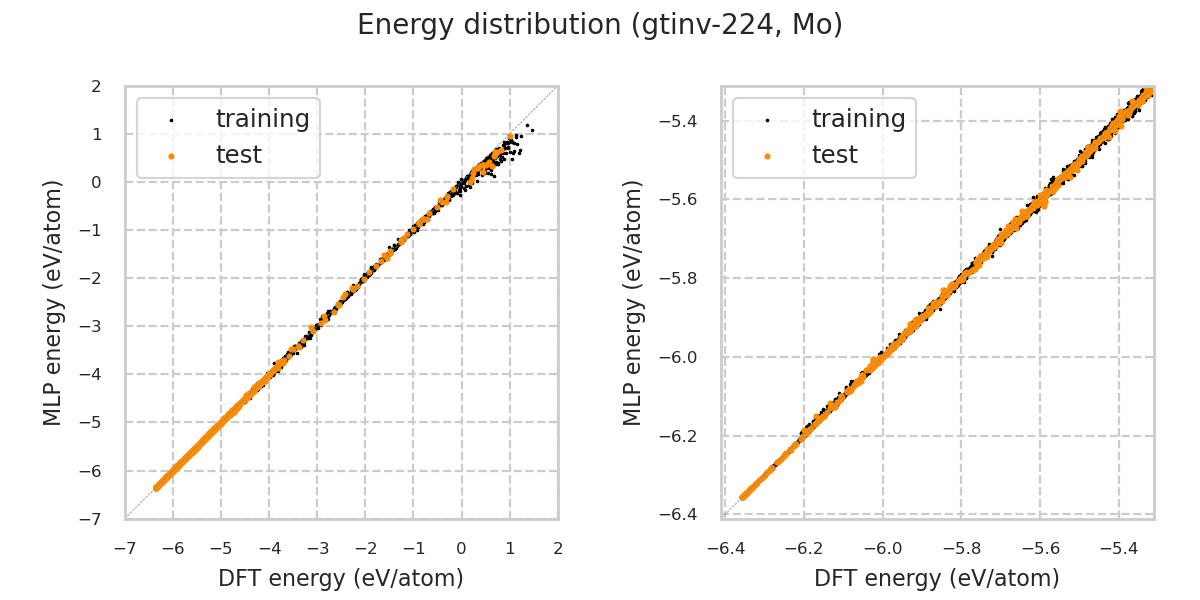 Energy distribution (gtinv-224, Mo)
training
test
2
1
0
−1
−2
−3
−4
−5
−6
−7
−7 −6 −5 −4 −3 −2 −1 0 1 2
MLP energy (eV/atom)
DFT energy (eV/atom)
training
test
−5.4
−5.6
−5.8
−6.0
−6.2
−6.4
−6.4 −6.2 −6.0 −5.8 −5.6 −5.4
MLP energy (eV/atom)
DFT energy (eV/atom)